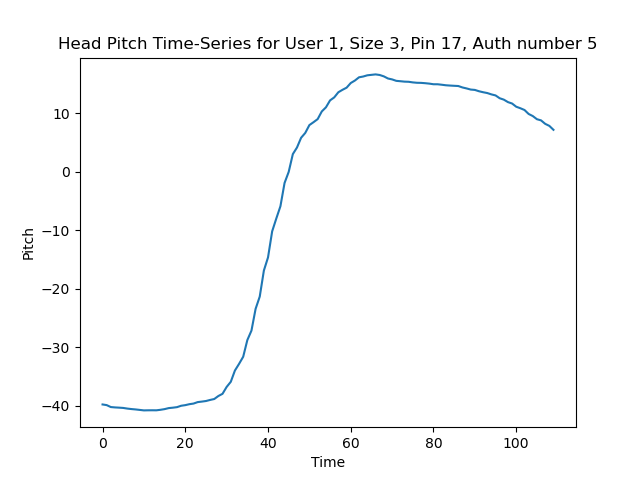 Head Pitch Time-Series for User 1, Size 3, Pin 17, Auth number 5
Pitch
10
0
−10
−20
−30
−40
0 20 40 60 80 100
Time